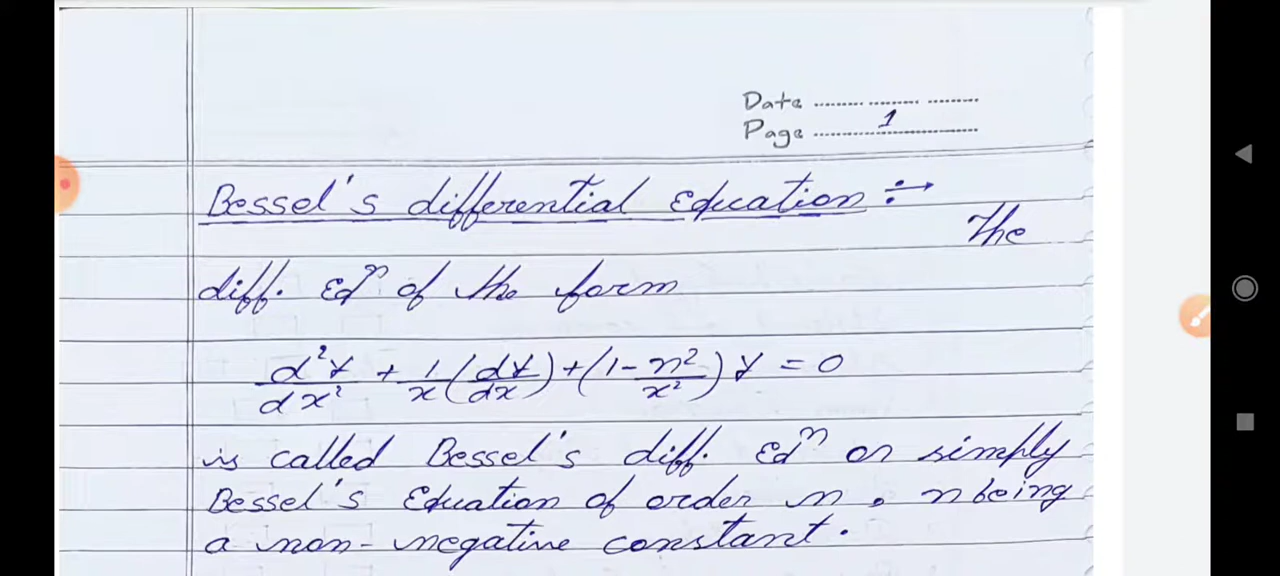 Date ..... ..... .....
Page ..... 1 .....
Bessel's differential Equation :→
The
diff. Eqⁿ of the form
d²y/dx² + 1/x (dy/dx) + (1 - n²/x²) y = 0
is called Bessel's diff. Eqⁿ or simply
Bessel's Equation of order n, n being
a non-negative constant.